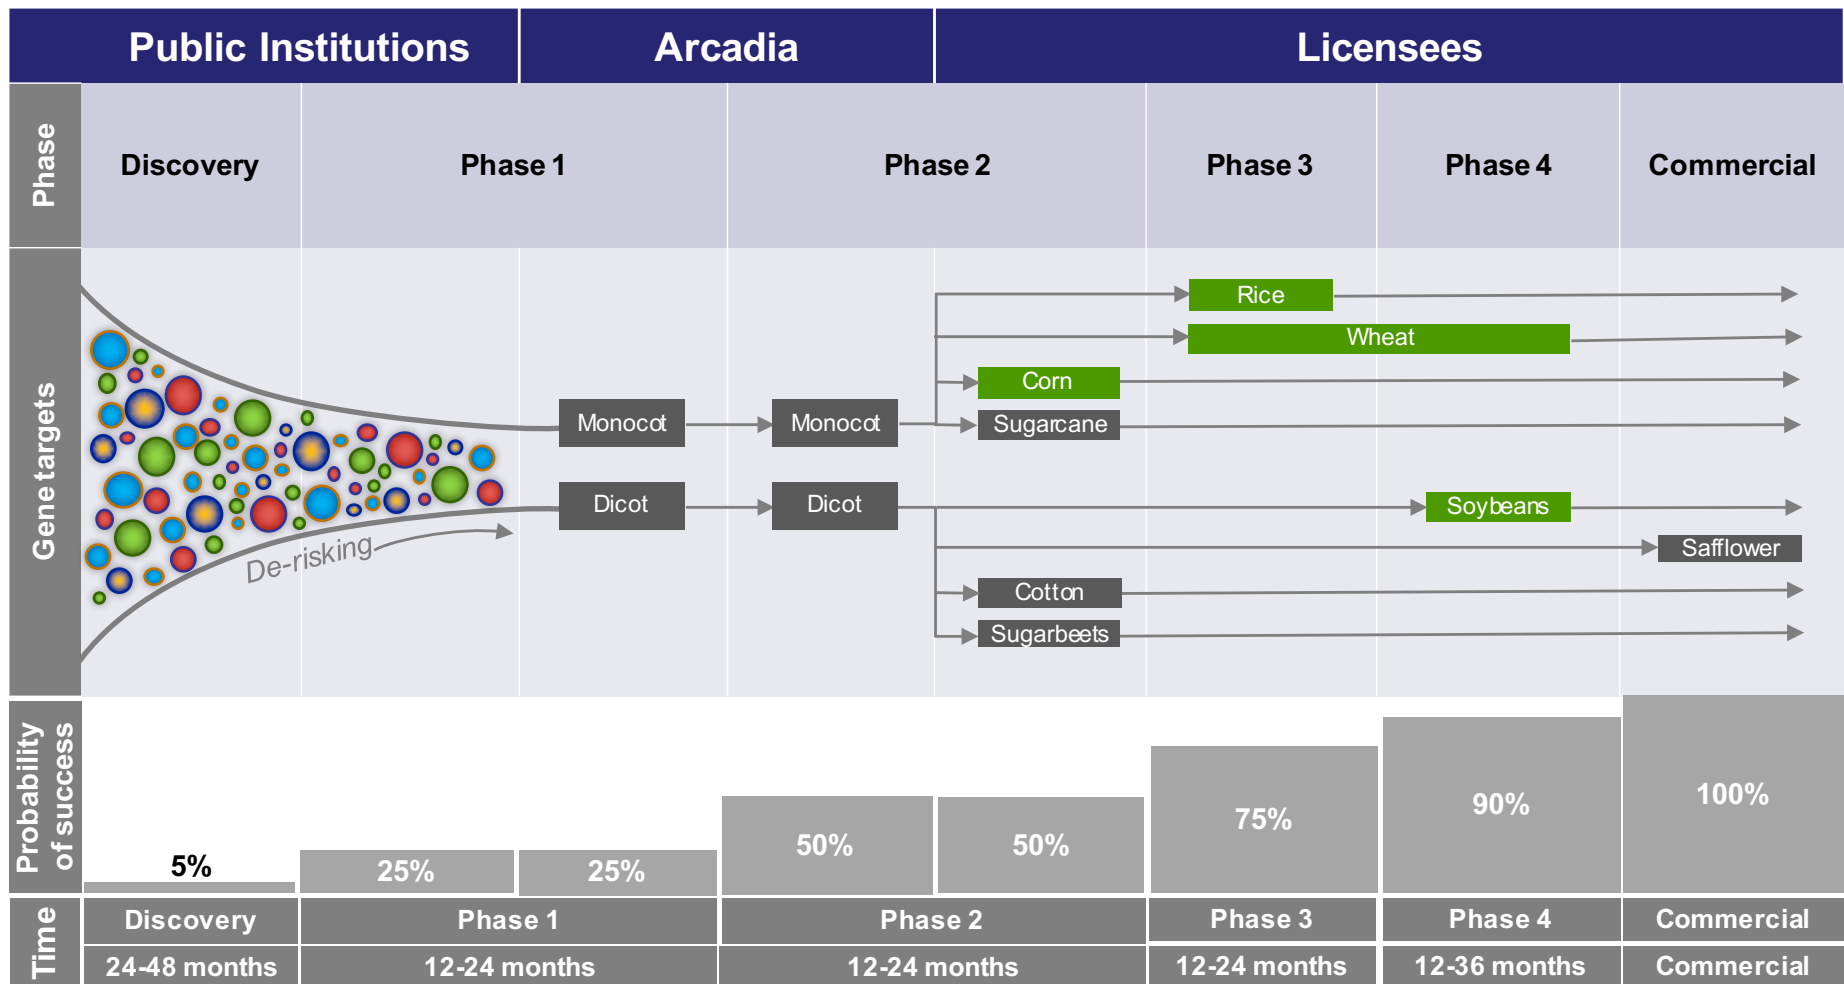 Public Institutions
Arcadia
Licensees
Phase
Discovery
Phase 1
Phase 2
Phase 3
Phase 4
Commercial
Gene targets
Rice
Wheat
Corn
Monocot
Monocot
Sugarcane
Dicot
Dicot
Soybeans
De-risking
Safflower
Cotton
Sugarbeets
Probability
of success
5%
25%
25%
50%
50%
75%
90%
100%
Time
Discovery
Phase 1
Phase 2
Phase 3
Phase 4
Commercial
24-48 months
12-24 months
12-24 months
12-24 months
12-36 months
Commercial